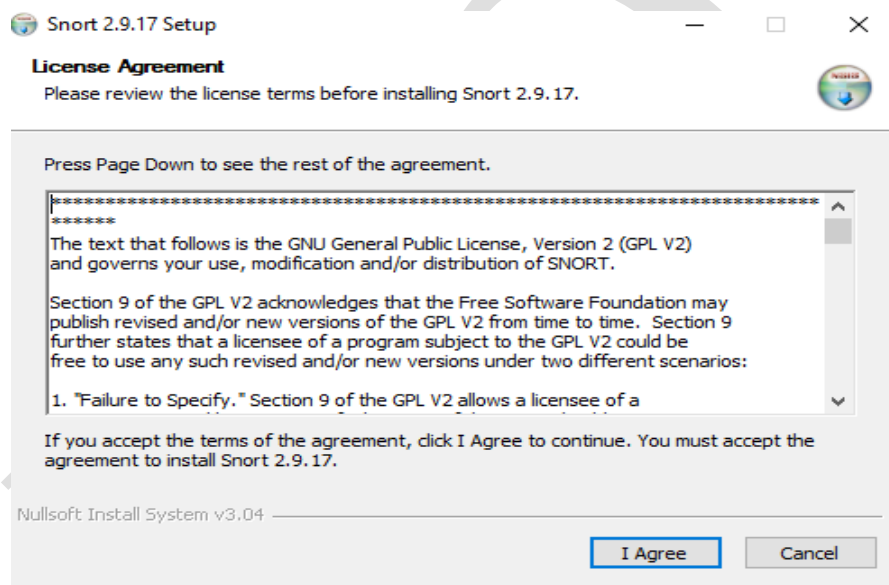 Snort 2.9.17 Setup
License Agreement
Please review the license terms before installing Snort 2.9.17.
Press Page Down to see the rest of the agreement.
***********************************************************************
******
The text that follows is the GNU General Public License, Version 2 (GPL V2)
and governs your use, modification and/or distribution of SNORT.
Section 9 of the GPL V2 acknowledges that the Free Software Foundation may
publish revised and/or new versions of the GPL V2 from time to time.  Section 9
further states that a licensee of a program subject to the GPL V2 could be
free to use any such revised and/or new versions under two different scenarios:
1. "Failure to Specify." Section 9 of the GPL V2 allows a licensee of a
If you accept the terms of the agreement, click I Agree to continue. You must accept the
agreement to install Snort 2.9.17.
Nullsoft Install System v3.04
I Agree
Cancel